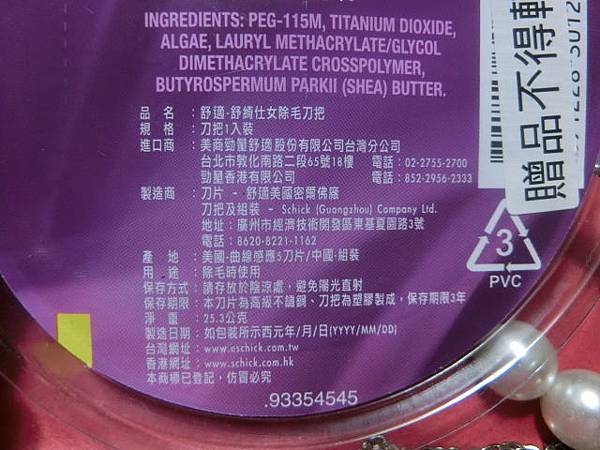 INGREDIENTS: PEG-115M, TITANIUM DIOXIDE,
ALGAE, LAURYL METHACRYLATE/GLYCOL
DIMETHACRYLATE CROSSPOLYMER,
BUTYROSPERMUM PARKII (SHEA) BUTTER.
品名：舒適-舒綺仕女除毛刀把
規格：刀把1入裝
進口商：美商勁量舒適股份有限公司台灣分公司
台北市敦化南路二段65號18樓 電話：02-2755-2700
勁量香港有限公司 電話：852-2956-2333
製造商：刀片 - 舒適美國密爾佛廠
刀把及組裝 - Schick (Guangzhou) Company Ltd.
地址：廣州市經濟技術開發區東基夏園路3號
電話：8620-8221-1162
產地：美國-曲線感應5刀片/中國-組裝
用途：除毛時使用
保存方式：請存放於陰涼處，避免陽光直射
保存期限：本刀片為高級不鏽鋼、刀把為塑膠製成，保存期限3年
淨重：25.3公克
製造日期：如包裝所示西元年/月/日(YYYY/MM/DD)
台灣網址：www.eschick.com.tw
香港網址：www.schick.com.hk
本商標已登記，仿冒必究
.93354545
贈品不得轉
3
PVC